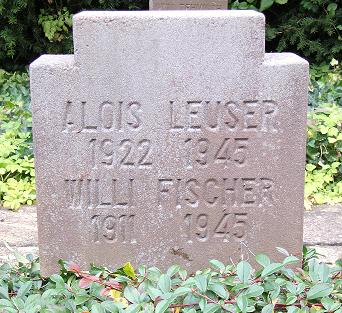 ALOIS LEUSER
1922 1945
WILLI FISCHER
1911 1945